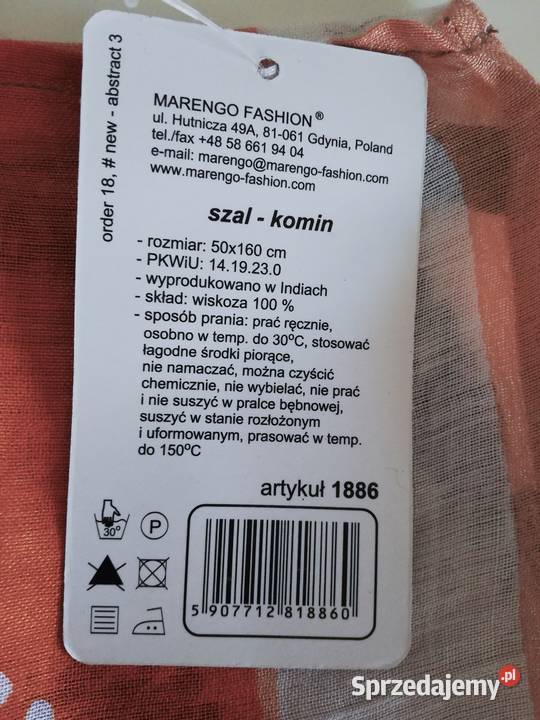 MARENGO FASHION®
ul. Hutnicza 49A, 81-061 Gdynia, Poland
tel./fax +48 58 661 94 04
e-mail: marengo@marengo-fashion.com
www.marengo-fashion.com
order 18, # new - abstract 3
szal - komin
- rozmiar: 50x160 cm
- PKWiU: 14.19.23.0
- wyprodukowano w Indiach
- skład: wiskoza 100 %
- sposób prania: prać ręcznie,
osobno w temp. do 30°C, stosować
łagodne środki piorące,
nie namaczać, można czyścić
chemicznie, nie wybielać, nie prać
i nie suszyć w pralce bębnowej,
suszyć w stanie rozłożonym
i uformowanym, prasować w temp.
do 150°C
artykuł 1886
30°
P
5 907712 818860
Sprzedajemy.pl